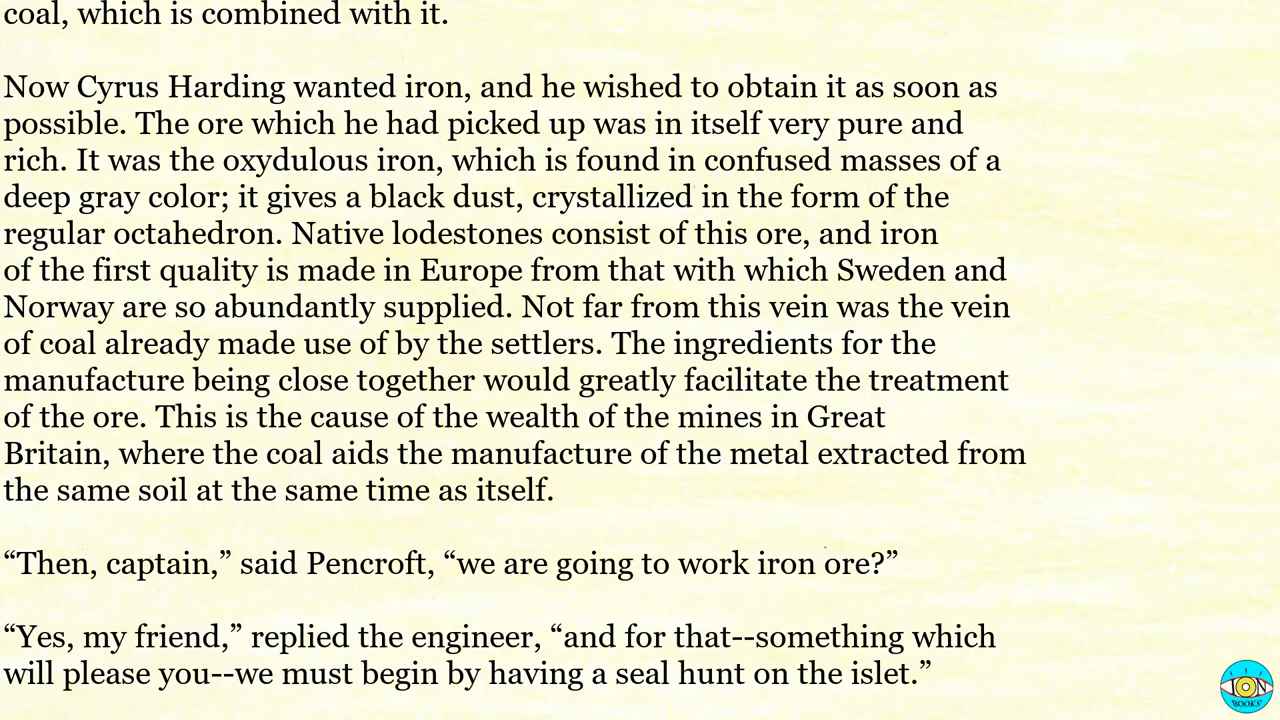 coal, which is combined with it.
Now Cyrus Harding wanted iron, and he wished to obtain it as soon as
possible. The ore which he had picked up was in itself very pure and
rich. It was the oxydulous iron, which is found in confused masses of a
deep gray color; it gives a black dust, crystallized in the form of the
regular octahedron. Native lodestones consist of this ore, and iron
of the first quality is made in Europe from that with which Sweden and
Norway are so abundantly supplied. Not far from this vein was the vein
of coal already made use of by the settlers. The ingredients for the
manufacture being close together would greatly facilitate the treatment
of the ore. This is the cause of the wealth of the mines in Great
Britain, where the coal aids the manufacture of the metal extracted from
the same soil at the same time as itself.
“Then, captain,” said Pencroft, “we are going to work iron ore?”
“Yes, my friend,” replied the engineer, “and for that--something which
will please you--we must begin by having a seal hunt on the islet.”
ION
BOOKS